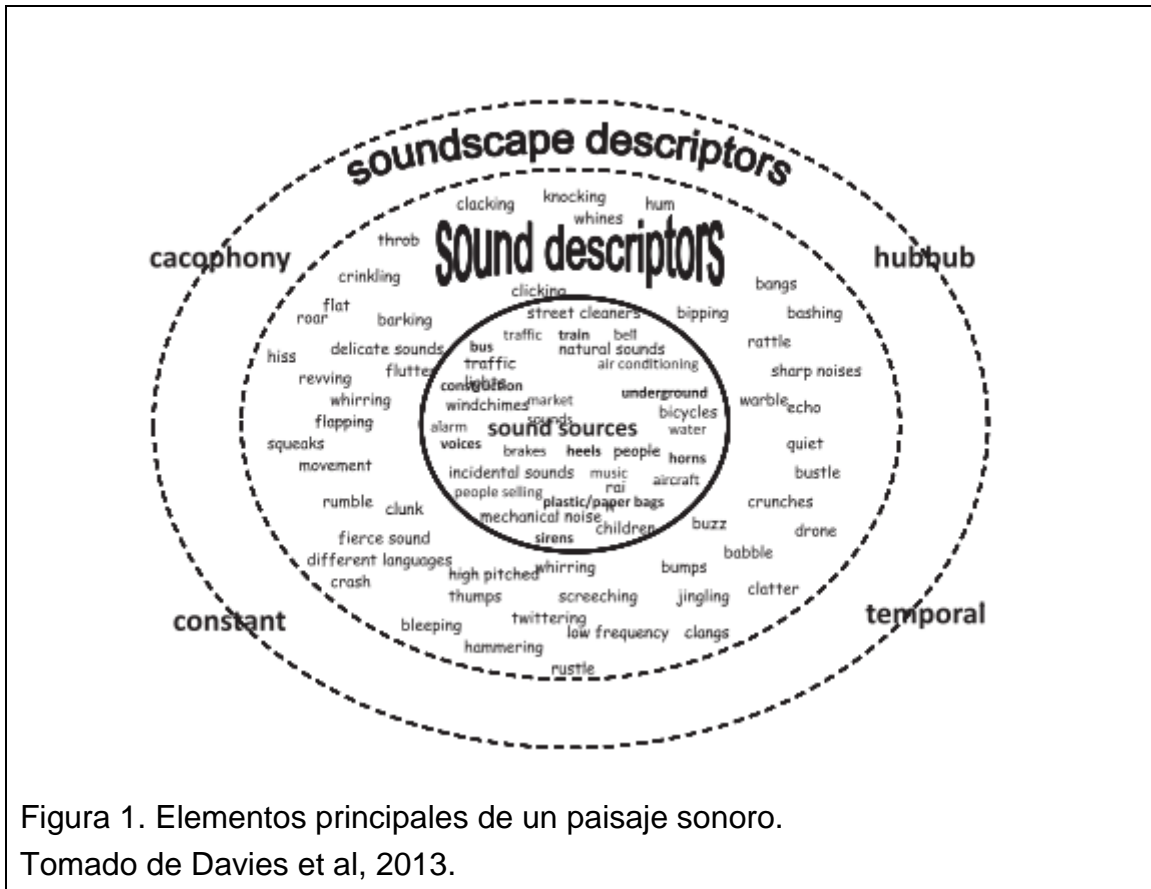 soundscape descriptors
clacking knocking hum
whines
throb
sound descriptors
cacophony hubbub
crinkling
bangs
clicking
flat
roar barking street cleaners bipping bashing
traffic train bell
bus natural sounds rattle
hiss delicate sounds traffic air conditioning
lights
revving flutter sharp noises
construction underground
whirring windchimes market warble echo
sounds
flapping alarm sound sources bicycles
water
squeaks voices brakes heels people horns quiet
movement incidental sounds music aircraft bustle
rai
n
people selling plastic/paper bags
rumble clunk mechanical noise children buzz crunches
sirens drone
fierce sound babble
different languages high pitched whirring bumps
crash thumps screeching jingling clatter
constant temporal
bleeping twittering
low frequency clangs
hammering
rustle
Figura 1. Elementos principales de un paisaje sonoro.
Tomado de Davies et al, 2013.